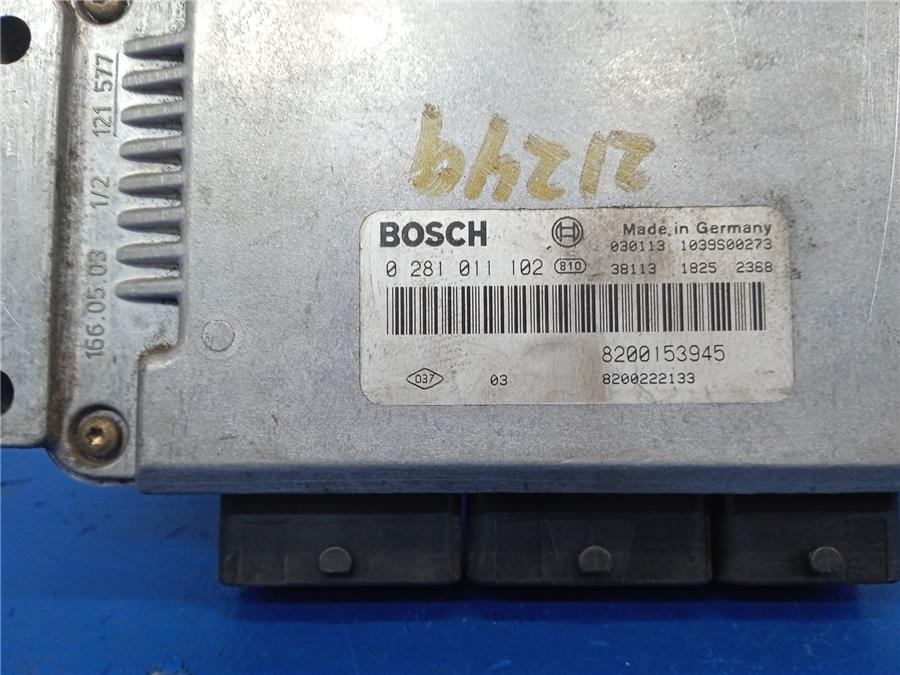 166.05.03 1/2 121 577
21249
BOSCH
Made in Germany
030113 1039S00273
0 281 011 102 810 38113 1825 2368
8200153945
037 03 8200222133